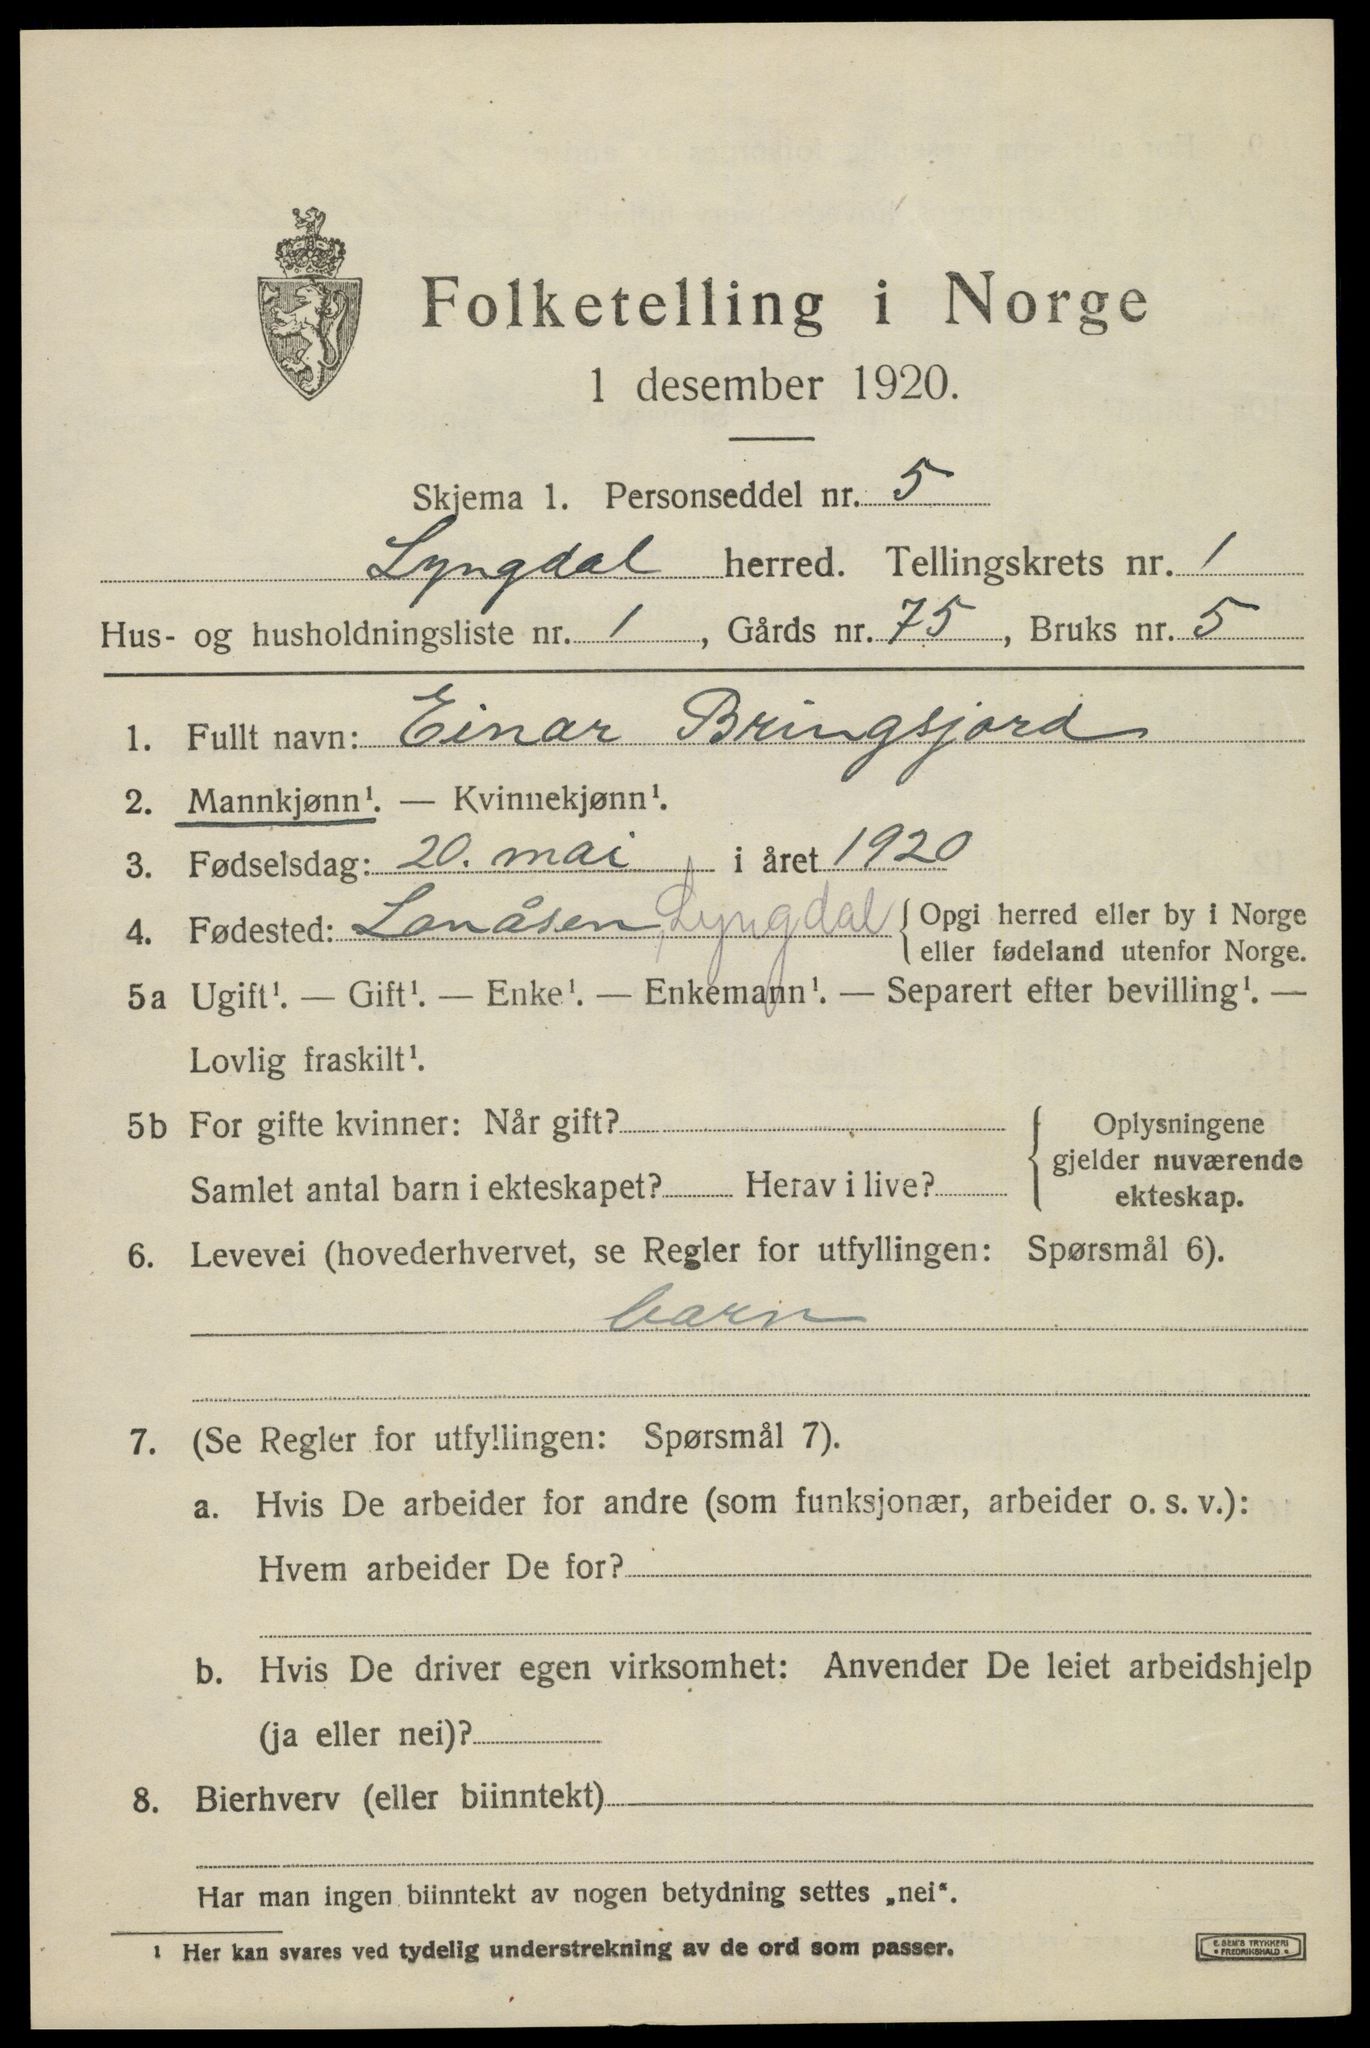 Folketelling i Norge
1 desember 1920.
Skjema 1. Personseddel nr. 5
Lyngdal herred. Tellingskrets nr. 1
Hus- og husholdningsliste nr. 1, Gårds nr. 75, Bruks nr. 5
1. Fullt navn: Einar Bringsjord
2. Mannkjønn¹. — Kvinnekjønn¹.
3. Fødselsdag: 20. mai i året 1920
4. Fødested: Lonåsen, Lyngdal { Opgi herred eller by i Norge
eller fødeland utenfor Norge.
5a Ugift¹. — Gift¹. — Enke¹. — Enkemann¹. — Separert efter bevilling¹. —
Lovlig fraskilt¹.
5b For gifte kvinner: Når gift?
Samlet antal barn i ekteskapet? Herav i live?
{ Oplysningene
gjelder nuværende
ekteskap.
6. Levevei (hovederhvervet, se Regler for utfyllingen: Spørsmål 6).
barn
7. (Se Regler for utfyllingen: Spørsmål 7).
a. Hvis De arbeider for andre (som funksjonær, arbeider o. s. v.):
Hvem arbeider De for?
b. Hvis De driver egen virksomhet: Anvender De leiet arbeidshjelp
(ja eller nei)?
8. Bierhverv (eller biinntekt)
Har man ingen biinntekt av nogen betydning settes „nei“.
¹ Her kan svares ved tydelig understrekning av de ord som passer.
E. SEM'S TRYKKERI
• FREDRIKSHALD •